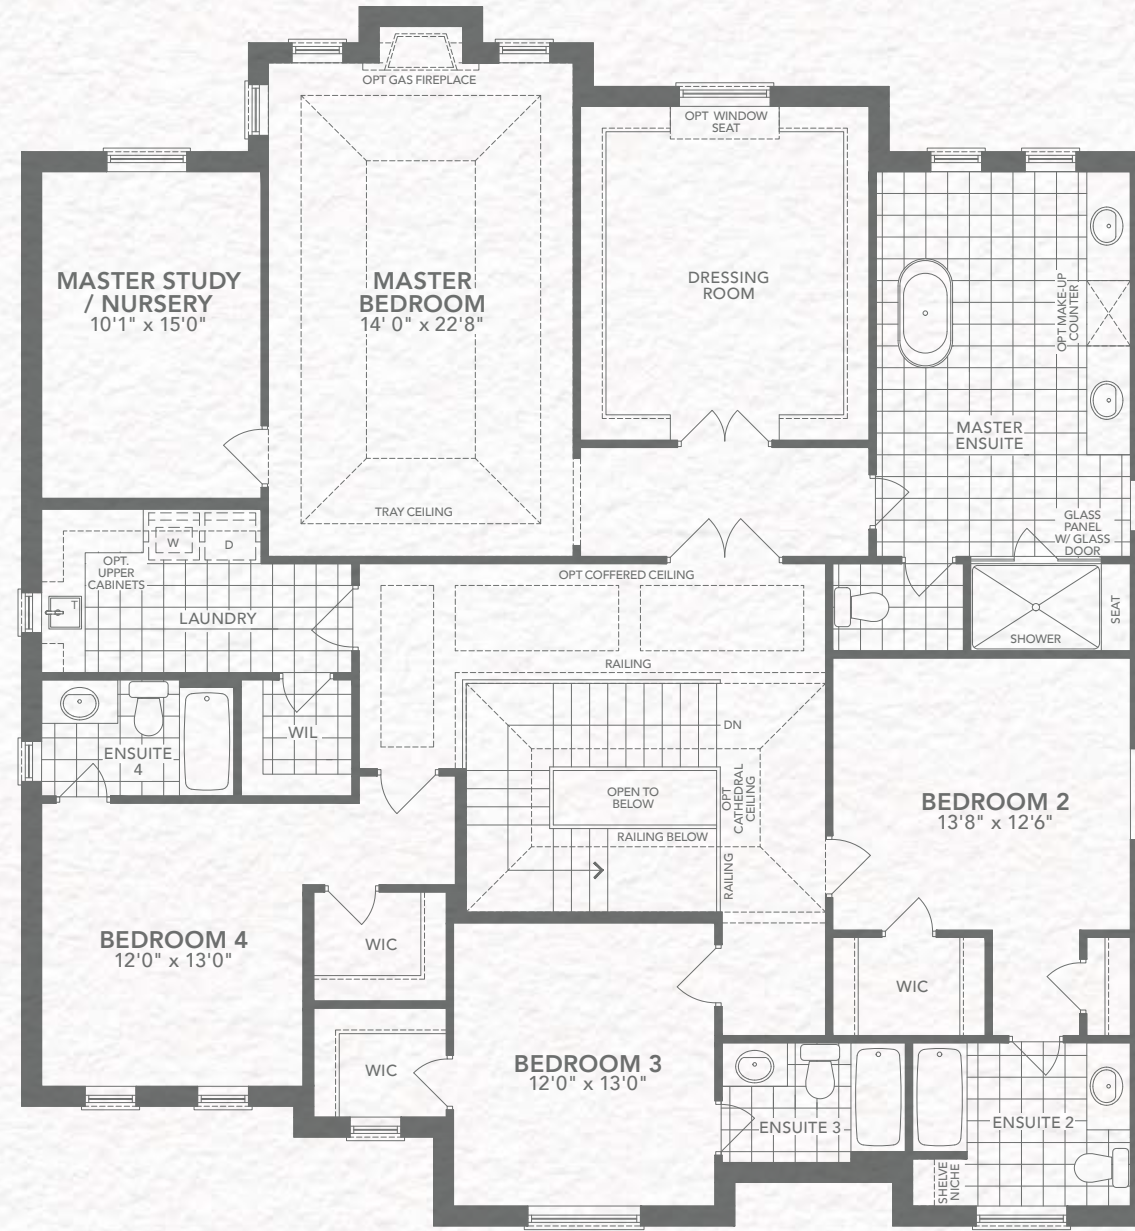 OPT GAS FIREPLACE
OPT WINDOW
SEAT
MASTER STUDY
/ NURSERY
10'1" x 15'0"
MASTER
BEDROOM
14' 0" x 22'8"
DRESSING
ROOM
OPT MAKE-UP
COUNTER
MASTER
ENSUITE
TRAY CEILING
GLASS
PANEL
W/ GLASS
DOOR
W
D
OPT.
UPPER
CABINETS
T
LAUNDRY
OPT COFFERED CEILING
SHOWER
SEAT
RAILING
DN
WIL
ENSUITE
4
OPEN TO
BELOW
OPT
CATHEDRAL
CEILING
RAILING BELOW
RAILING
BEDROOM 2
13'8" x 12'6"
BEDROOM 4
12'0" x 13'0"
WIC
WIC
WIC
BEDROOM 3
12'0" x 13'0"
ENSUITE 3
ENSUITE 2
SHELVE
NICHE